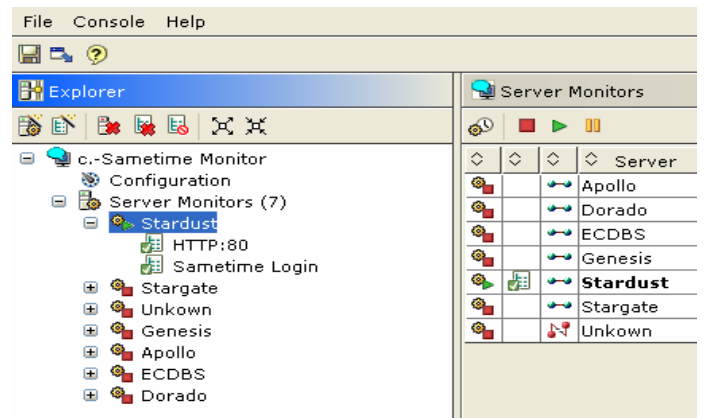 File Console Help
Explorer
Server Monitors
c.-Sametime Monitor
Configuration
Server Monitors (7)
Stardust
HTTP:80
Sametime Login
Stargate
Unkown
Genesis
Apollo
ECDBS
Dorado
Server
Apollo
Dorado
ECDBS
Genesis
Stardust
Stargate
Unkown